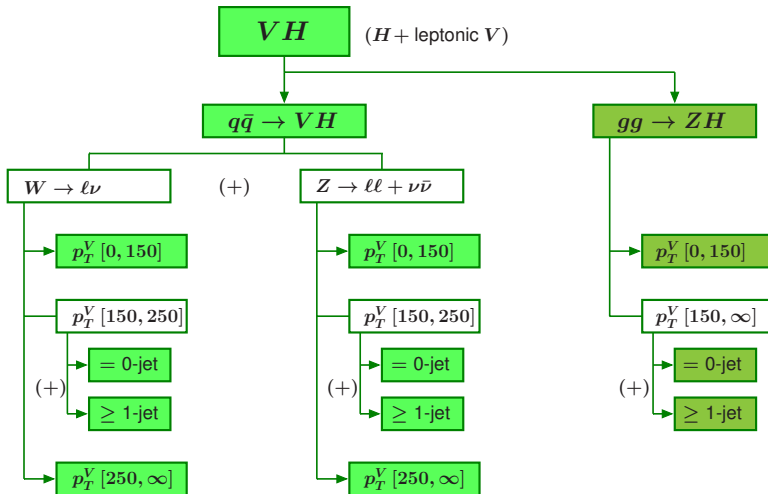 VH (H + leptonic V)
qq̄ → VH gg → ZH
W → ℓν (+) Z → ℓℓ + νν̄
p_T^V [0, 150] p_T^V [0, 150] p_T^V [0, 150]
p_T^V [150, 250] p_T^V [150, 250] p_T^V [150, ∞]
= 0-jet = 0-jet = 0-jet
(+) (+) (+)
≥ 1-jet ≥ 1-jet ≥ 1-jet
p_T^V [250, ∞] p_T^V [250, ∞]